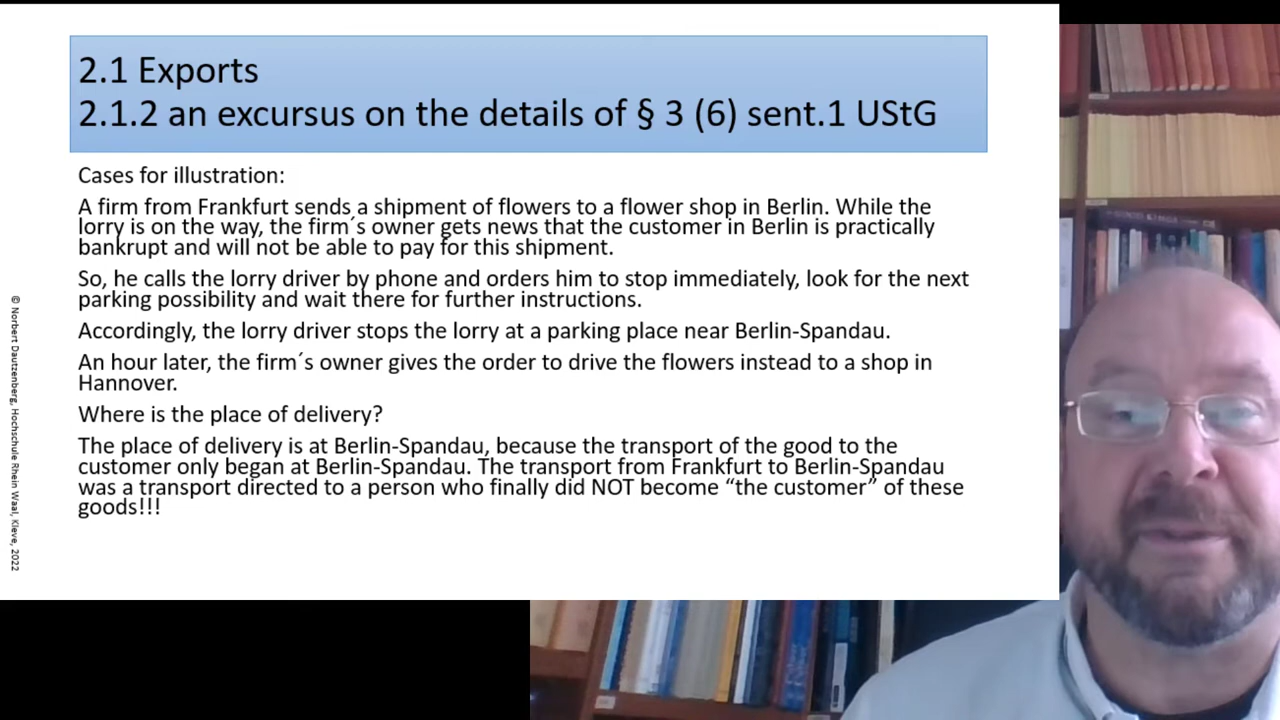 2.1 Exports
2.1.2 an excursus on the details of § 3 (6) sent.1 UStG
Cases for illustration:
A firm from Frankfurt sends a shipment of flowers to a flower shop in Berlin. While the
lorry is on the way, the firm´s owner gets news that the customer in Berlin is practically
bankrupt and will not be able to pay for this shipment.
So, he calls the lorry driver by phone and orders him to stop immediately, look for the next
parking possibility and wait there for further instructions.
Accordingly, the lorry driver stops the lorry at a parking place near Berlin-Spandau.
An hour later, the firm´s owner gives the order to drive the flowers instead to a shop in
Hannover.
Where is the place of delivery?
The place of delivery is at Berlin-Spandau, because the transport of the good to the
customer only began at Berlin-Spandau. The transport from Frankfurt to Berlin-Spandau
was a transport directed to a person who finally did NOT become “the customer” of these
goods!!!
© Norbert Dautzenberg, Hochschule Rhein Waal, Kleve, 2022